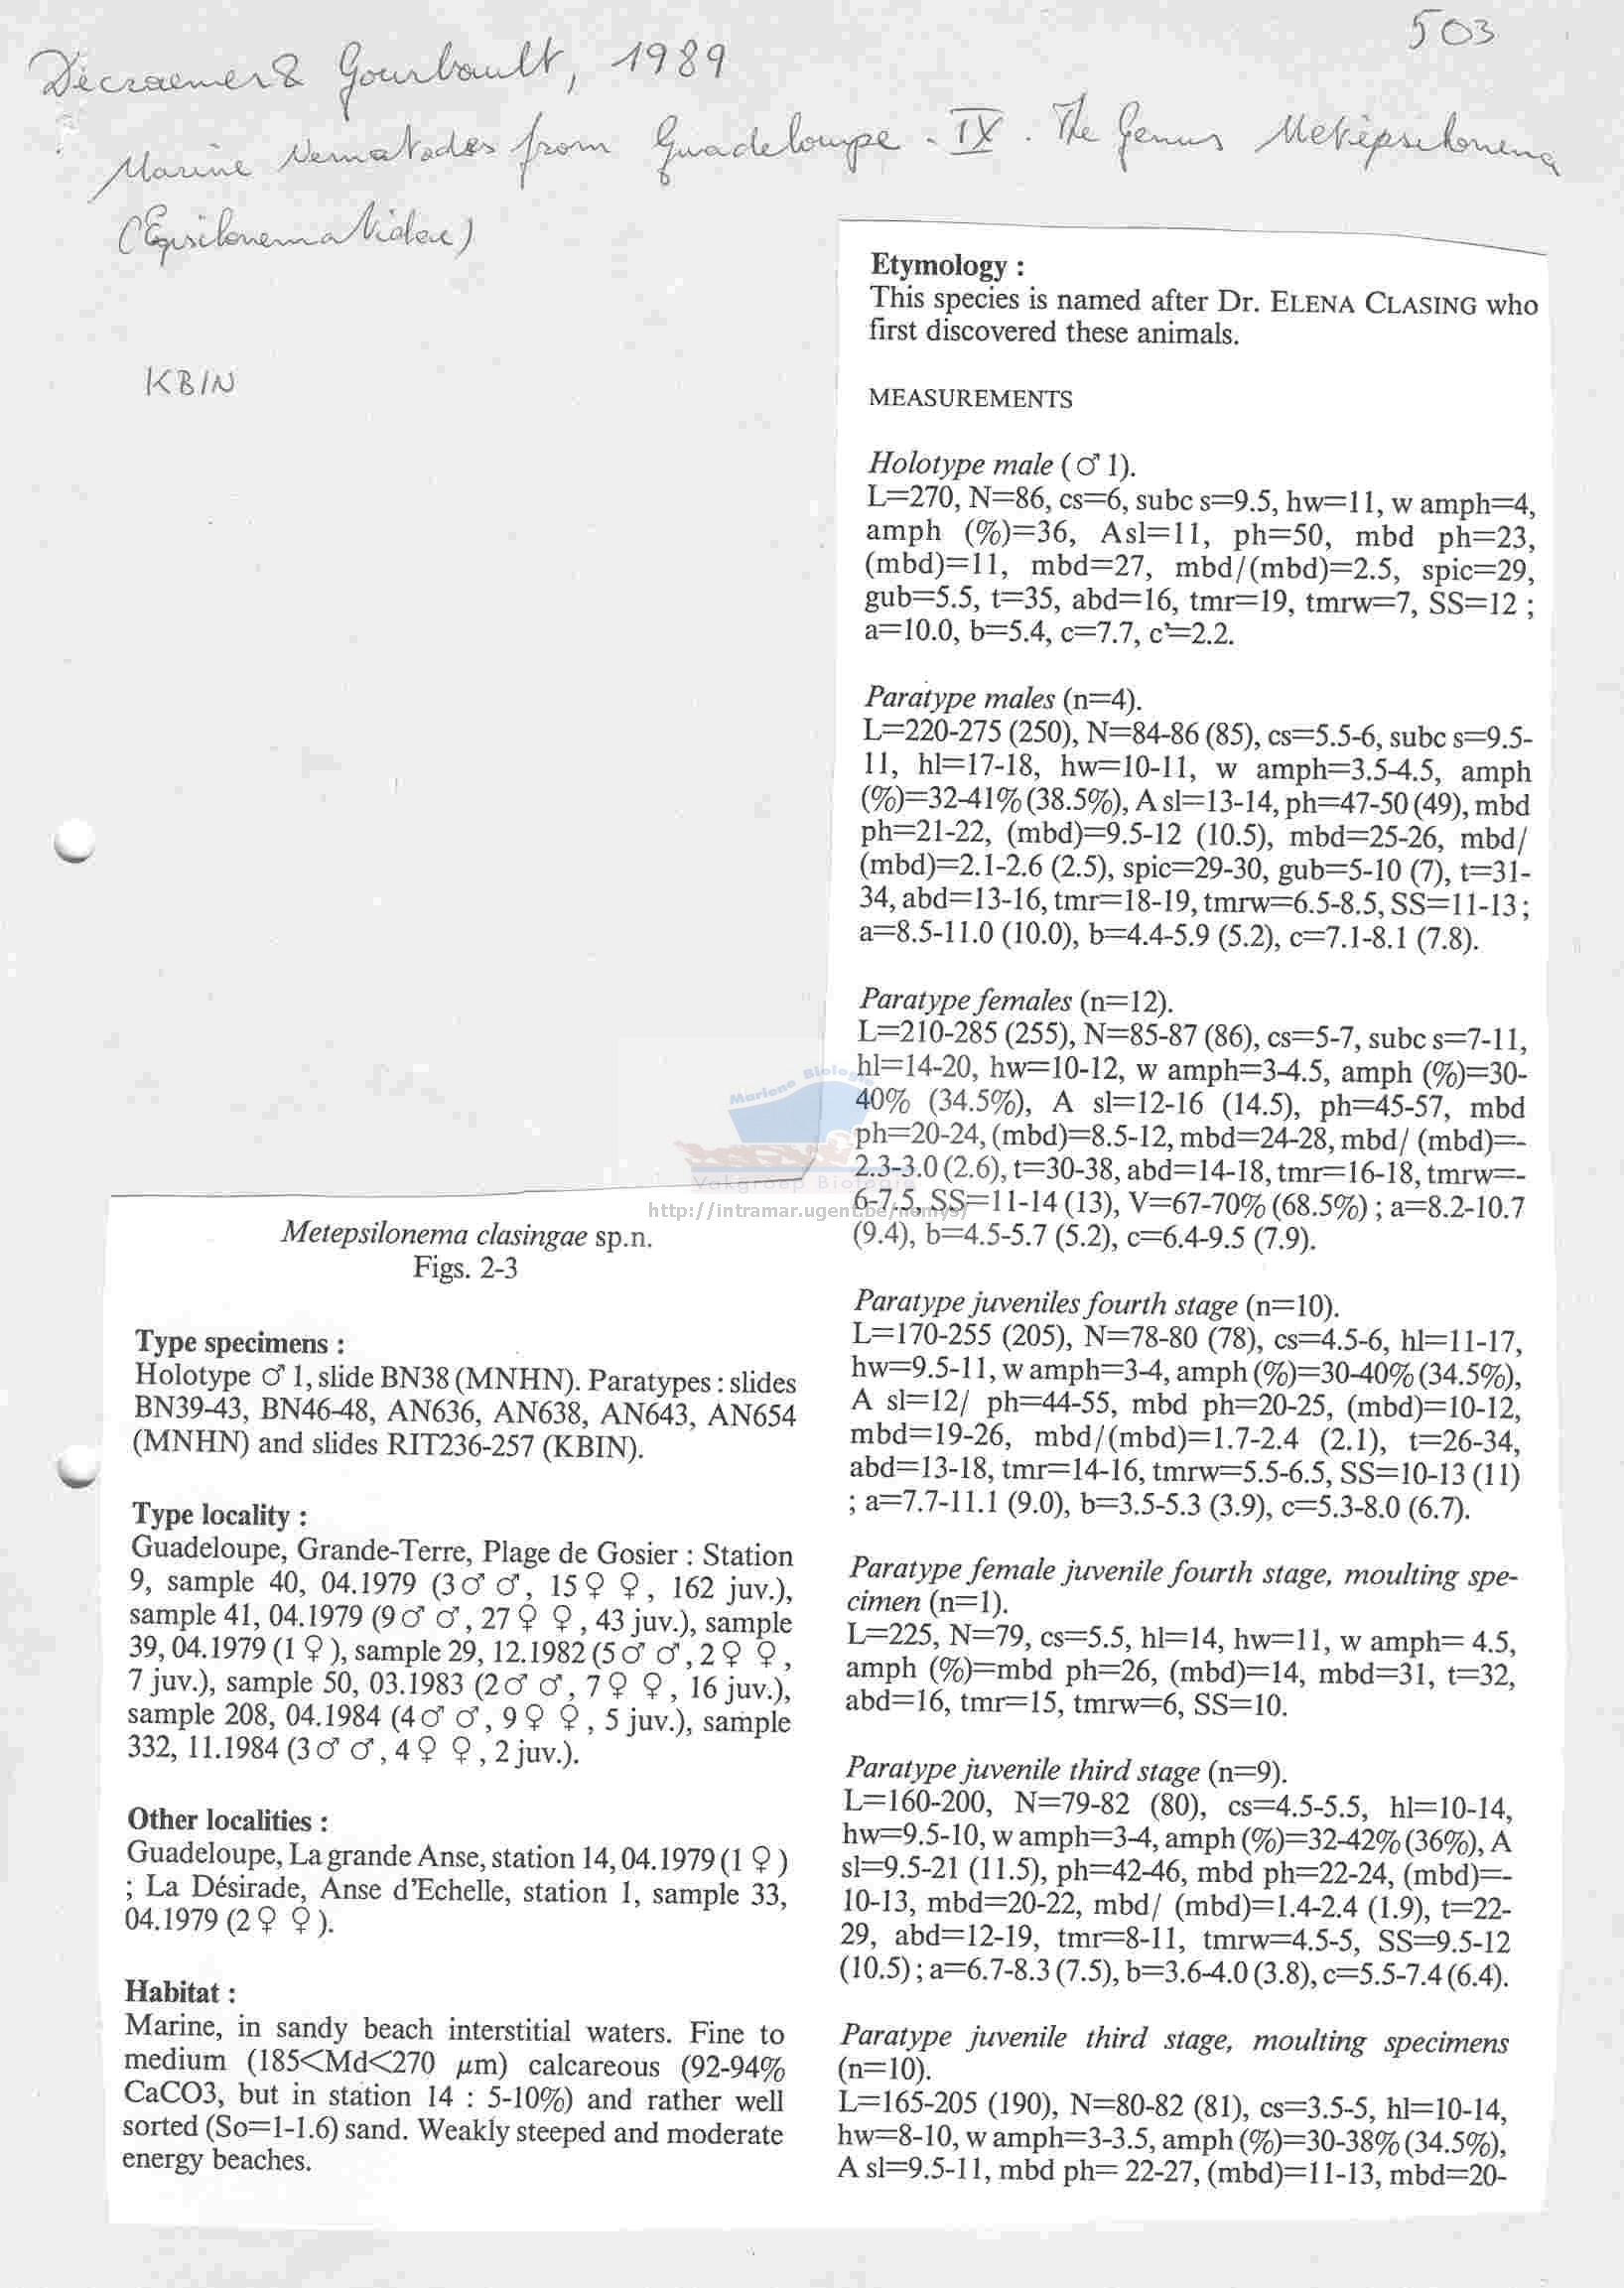 503
Decraemer & Gourbault, 1989
Marine Nematodes from Guadeloupe - IX. The Genus Metepsilonema
(Epsilonematidae)
KBIN
Metepsilonema clasingae sp.n.
Figs. 2-3
Type specimens :
Holotype ♂ 1, slide BN38 (MNHN). Paratypes : slides
BN39-43, BN46-48, AN636, AN638, AN643, AN654
(MNHN) and slides RIT236-257 (KBIN).
Type locality :
Guadeloupe, Grande-Terre, Plage de Gosier : Station
9, sample 40, 04.1979 (3♂ ♂, 15♀ ♀, 162 juv.),
sample 41, 04.1979 (9♂ ♂, 27♀ ♀, 43 juv.), sample
39, 04.1979 (1 ♀), sample 29, 12.1982 (5♂ ♂, 2♀ ♀,
7 juv.), sample 50, 03.1983 (2♂ ♂, 7♀ ♀, 16 juv.),
sample 208, 04.1984 (4♂ ♂, 9♀ ♀, 5 juv.), sample
332, 11.1984 (3♂ ♂, 4♀ ♀, 2 juv.).
Other localities :
Guadeloupe, La grande Anse, station 14, 04.1979 (1 ♀)
; La Désirade, Anse d'Echelle, station 1, sample 33,
04.1979 (2♀ ♀).
Habitat :
Marine, in sandy beach interstitial waters. Fine to
medium (185<Md<270 µm) calcareous (92-94%
CaCO3, but in station 14 : 5-10%) and rather well
sorted (So=1-1.6) sand. Weakly steeped and moderate
energy beaches.
Etymology :
This species is named after Dr. ELENA CLASING who
first discovered these animals.
MEASUREMENTS
Holotype male (♂ 1).
L=270, N=86, cs=6, subc s=9.5, hw=11, w amph=4,
amph (%)=36, Asl=11, ph=50, mbd ph=23,
(mbd)=11, mbd=27, mbd/(mbd)=2.5, spic=29,
gub=5.5, t=35, abd=16, tmr=19, tmrw=7, SS=12 ;
a=10.0, b=5.4, c=7.7, c'=2.2.
Paratype males (n=4).
L=220-275 (250), N=84-86 (85), cs=5.5-6, subc s=9.5-
11, hl=17-18, hw=10-11, w amph=3.5-4.5, amph
(%)=32-41% (38.5%), A sl=13-14, ph=47-50 (49), mbd
ph=21-22, (mbd)=9.5-12 (10.5), mbd=25-26, mbd/
(mbd)=2.1-2.6 (2.5), spic=29-30, gub=5-10 (7), t=31-
34, abd=13-16, tmr=18-19, tmrw=6.5-8.5, SS=11-13 ;
a=8.5-11.0 (10.0), b=4.4-5.9 (5.2), c=7.1-8.1 (7.8).
Paratype females (n=12).
L=210-285 (255), N=85-87 (86), cs=5-7, subc s=7-11,
hl=14-20, hw=10-12, w amph=3-4.5, amph (%)=30-
40% (34.5%), A sl=12-16 (14.5), ph=45-57, mbd
ph=20-24, (mbd)=8.5-12, mbd=24-28, mbd/ (mbd)=-
2.3-3.0 (2.6), t=30-38, abd=14-18, tmr=16-18, tmrw=-
6-7.5, SS=11-14 (13), V=67-70% (68.5%) ; a=8.2-10.7
(9.4), b=4.5-5.7 (5.2), c=6.4-9.5 (7.9).
Paratype juveniles fourth stage (n=10).
L=170-255 (205), N=78-80 (78), cs=4.5-6, hl=11-17,
hw=9.5-11, w amph=3-4, amph (%)=30-40% (34.5%),
A sl=12/ ph=44-55, mbd ph=20-25, (mbd)=10-12,
mbd=19-26, mbd/(mbd)=1.7-2.4 (2.1), t=26-34,
abd=13-18, tmr=14-16, tmrw=5.5-6.5, SS=10-13 (11)
; a=7.7-11.1 (9.0), b=3.5-5.3 (3.9), c=5.3-8.0 (6.7).
Paratype female juvenile fourth stage, moulting spe-
cimen (n=1).
L=225, N=79, cs=5.5, hl=14, hw=11, w amph= 4.5,
amph (%)=mbd ph=26, (mbd)=14, mbd=31, t=32,
abd=16, tmr=15, tmrw=6, SS=10.
Paratype juvenile third stage (n=9).
L=160-200, N=79-82 (80), cs=4.5-5.5, hl=10-14,
hw=9.5-10, w amph=3-4, amph (%)=32-42% (36%), A
sl=9.5-21 (11.5), ph=42-46, mbd ph=22-24, (mbd)=-
10-13, mbd=20-22, mbd/ (mbd)=1.4-2.4 (1.9), t=22-
29, abd=12-19, tmr=8-11, tmrw=4.5-5, SS=9.5-12
(10.5) ; a=6.7-8.3 (7.5), b=3.6-4.0 (3.8), c=5.5-7.4 (6.4).
Paratype juvenile third stage, moulting specimens
(n=10).
L=165-205 (190), N=80-82 (81), cs=3.5-5, hl=10-14,
hw=8-10, w amph=3-3.5, amph (%)=30-38% (34.5%),
A sl=9.5-11, mbd ph= 22-27, (mbd)=11-13, mbd=20-
Mariene Biologie
Vakgroep Biologie
http://intramar.ugent.be/nemys/